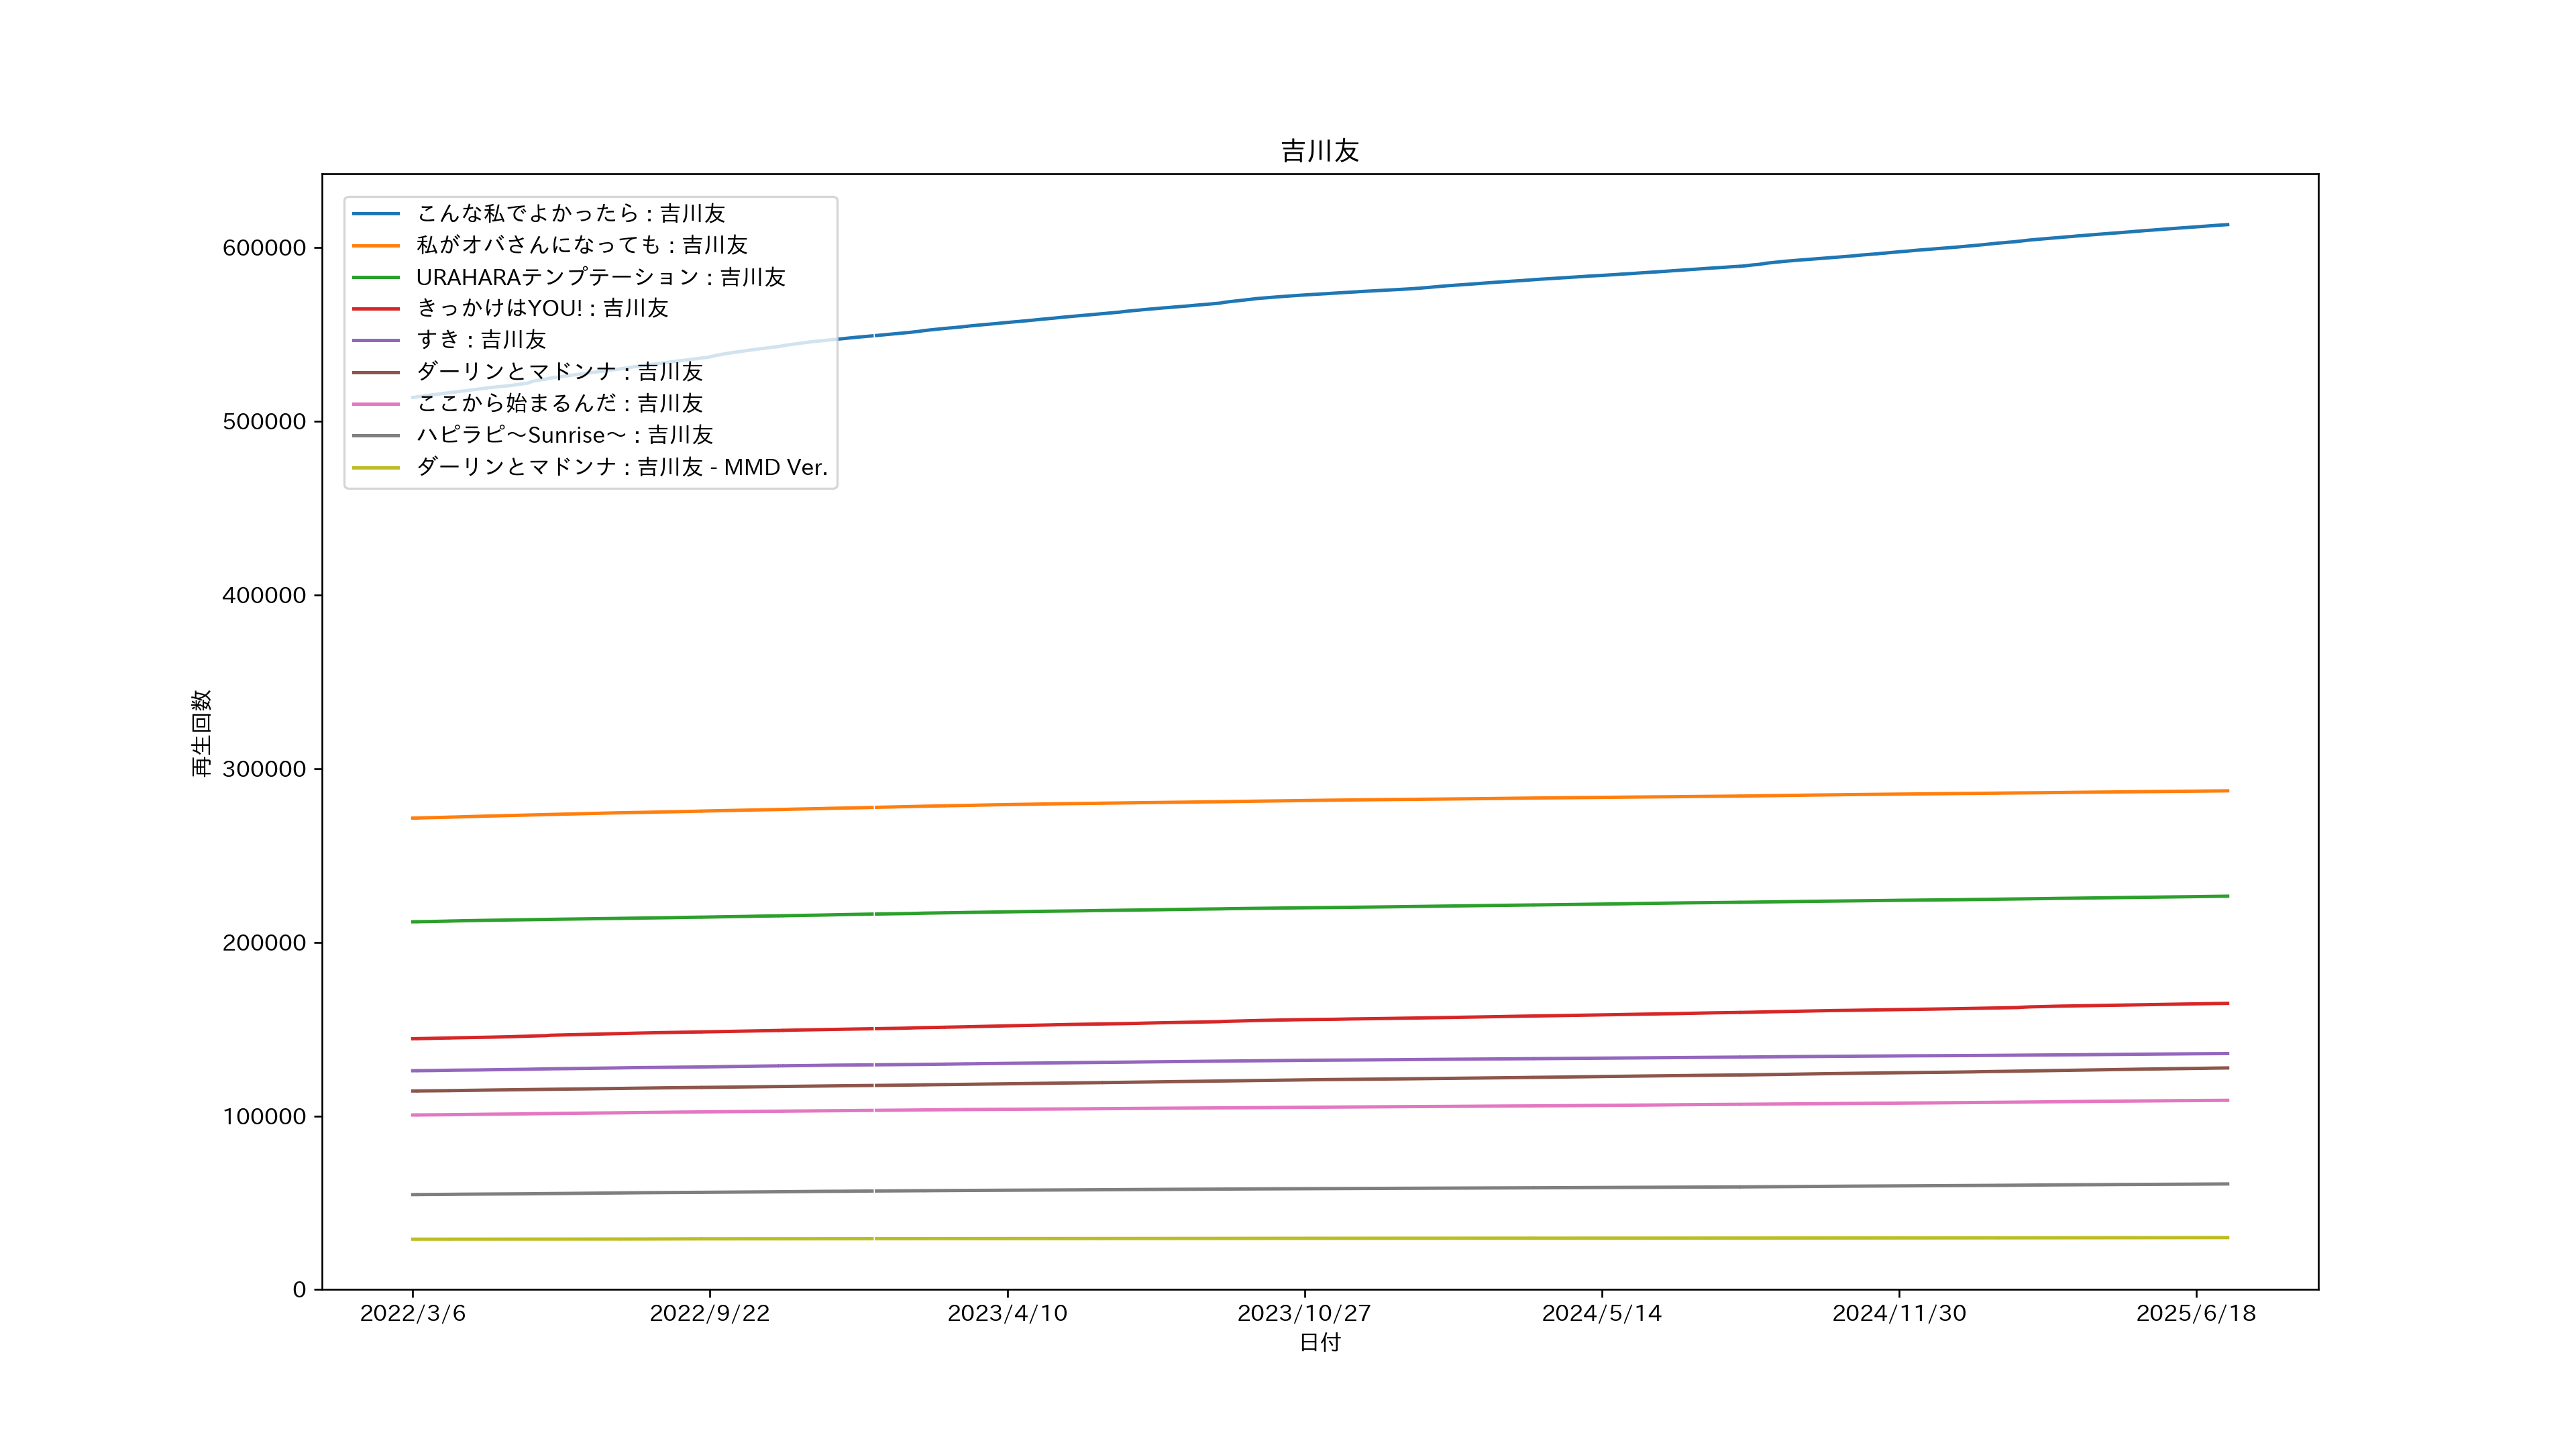 吉川友
こんな私でよかったら : 吉川友
私がオバさんになっても : 吉川友
URAHARAテンプテーション : 吉川友
きっかけはYOU! : 吉川友
すき : 吉川友
ダーリンとマドンナ : 吉川友
ここから始まるんだ : 吉川友
ハピラピ〜Sunrise〜 : 吉川友
ダーリンとマドンナ : 吉川友 - MMD Ver.
600000
500000
400000
300000
200000
100000
0
再生回数
2022/3/6
2022/9/22
2023/4/10
2023/10/27
2024/5/14
2024/11/30
2025/6/18
日付